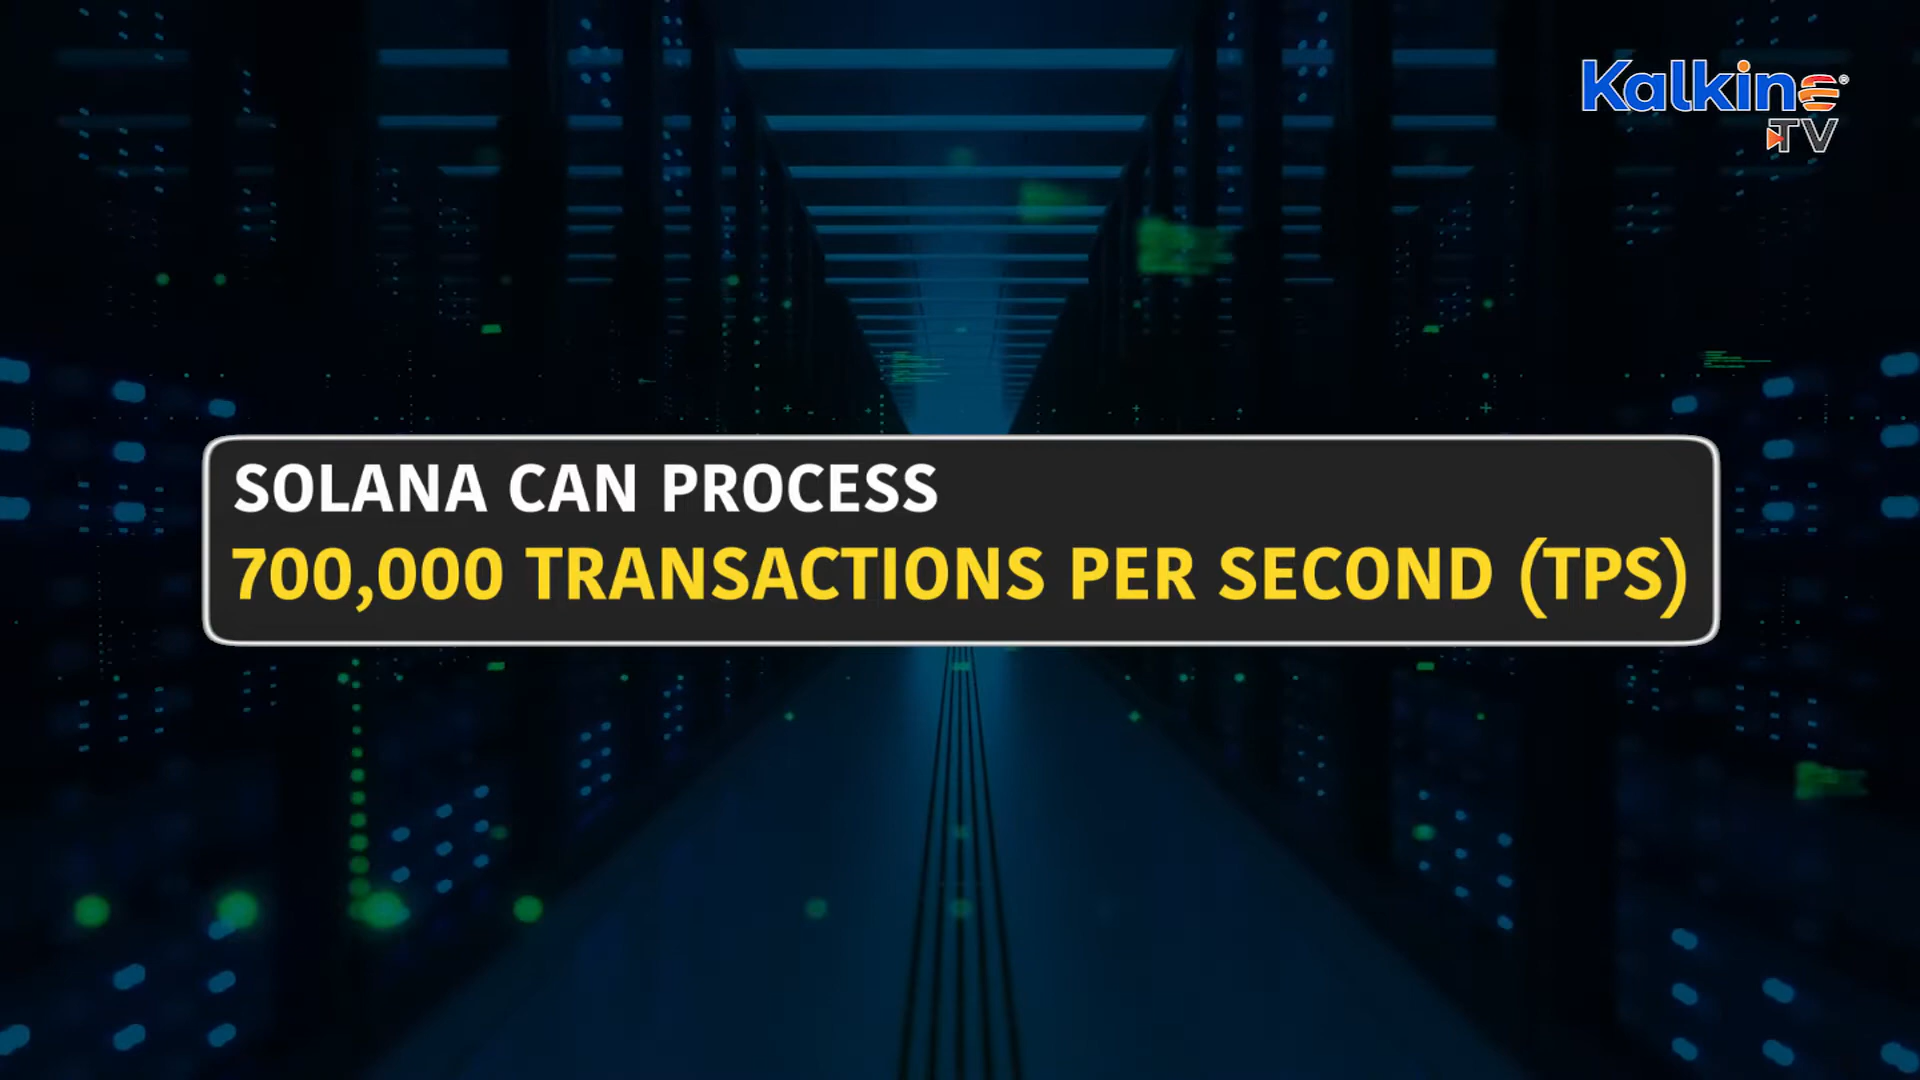 Kalkine®
TV
SOLANA CAN PROCESS
700,000 TRANSACTIONS PER SECOND (TPS)